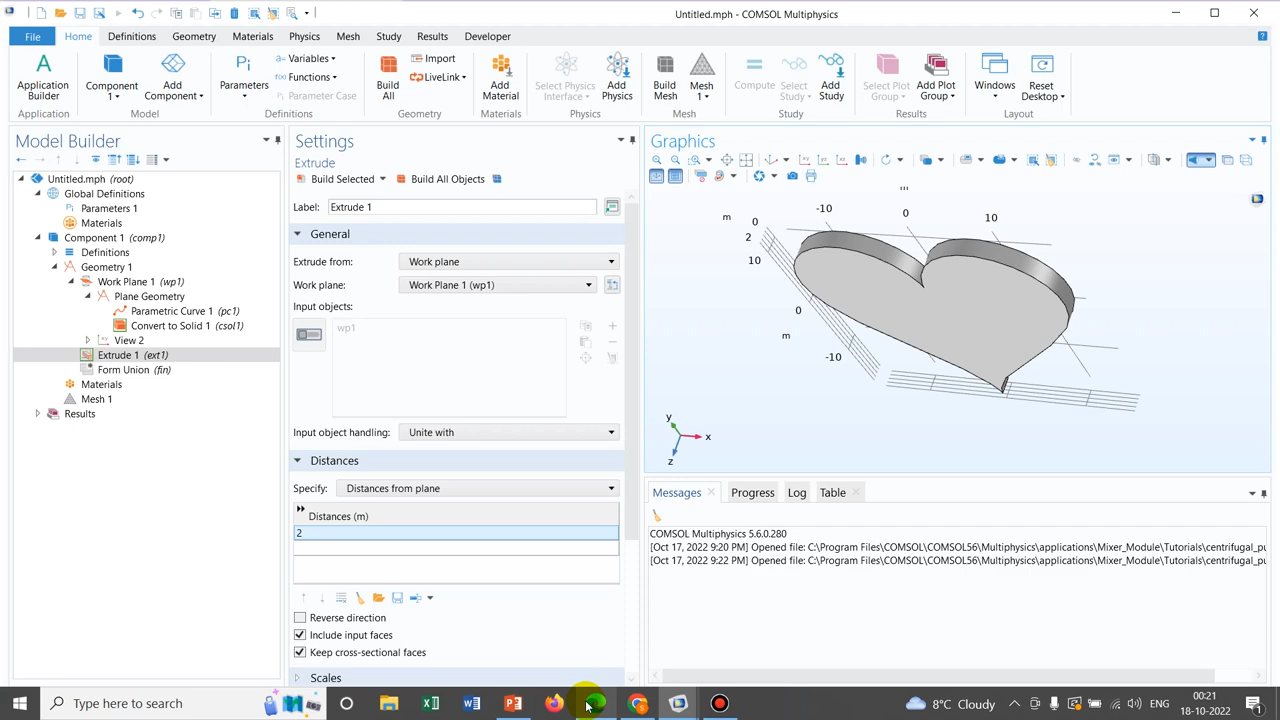 Untitled.mph - COMSOL Multiphysics
File Home Definitions Geometry Materials Physics Mesh Study Results Developer
Application Builder
Component 1
Add Component
Parameters
a= Variables
f(x) Functions
Pi Parameter Case
Build All
Import
LiveLink
Add Material
Select Physics Interface
Add Physics
Build Mesh
Mesh 1
Compute
Select Study
Add Study
Select Plot Group
Add Plot Group
Windows
Reset Desktop
Application Model Definitions Geometry Materials Physics Mesh Study Results Layout
Model Builder
Untitled.mph (root)
Global Definitions
Pi Parameters 1
Materials
Component 1 (comp1)
Definitions
Geometry 1
Work Plane 1 (wp1)
Plane Geometry
Parametric Curve 1 (pc1)
Convert to Solid 1 (csol1)
View 2
Extrude 1 (ext1)
Form Union (fin)
Materials
Mesh 1
Results
Settings
Extrude
Build Selected Build All Objects
Label: Extrude 1
General
Extrude from: Work plane
Work plane: Work Plane 1 (wp1)
Input objects:
wp1
Input object handling: Unite with
Distances
Specify: Distances from plane
Distances (m)
2
Reverse direction
Include input faces
Keep cross-sectional faces
Scales
Graphics
m
-10
0
10
m
0
2
10
0
m
-10
y
x
z
Messages Progress Log Table
COMSOL Multiphysics 5.6.0.280
[Oct 17, 2022 9:20 PM] Opened file: C:\Program Files\COMSOL\COMSOL56\Multiphysics\applications\Mixer_Module\Tutorials\centrifugal_pu
[Oct 17, 2022 9:22 PM] Opened file: C:\Program Files\COMSOL\COMSOL56\Multiphysics\applications\Mixer_Module\Tutorials\centrifugal_pu
Type here to search
8°C Cloudy
ENG
00:21
18-10-2022